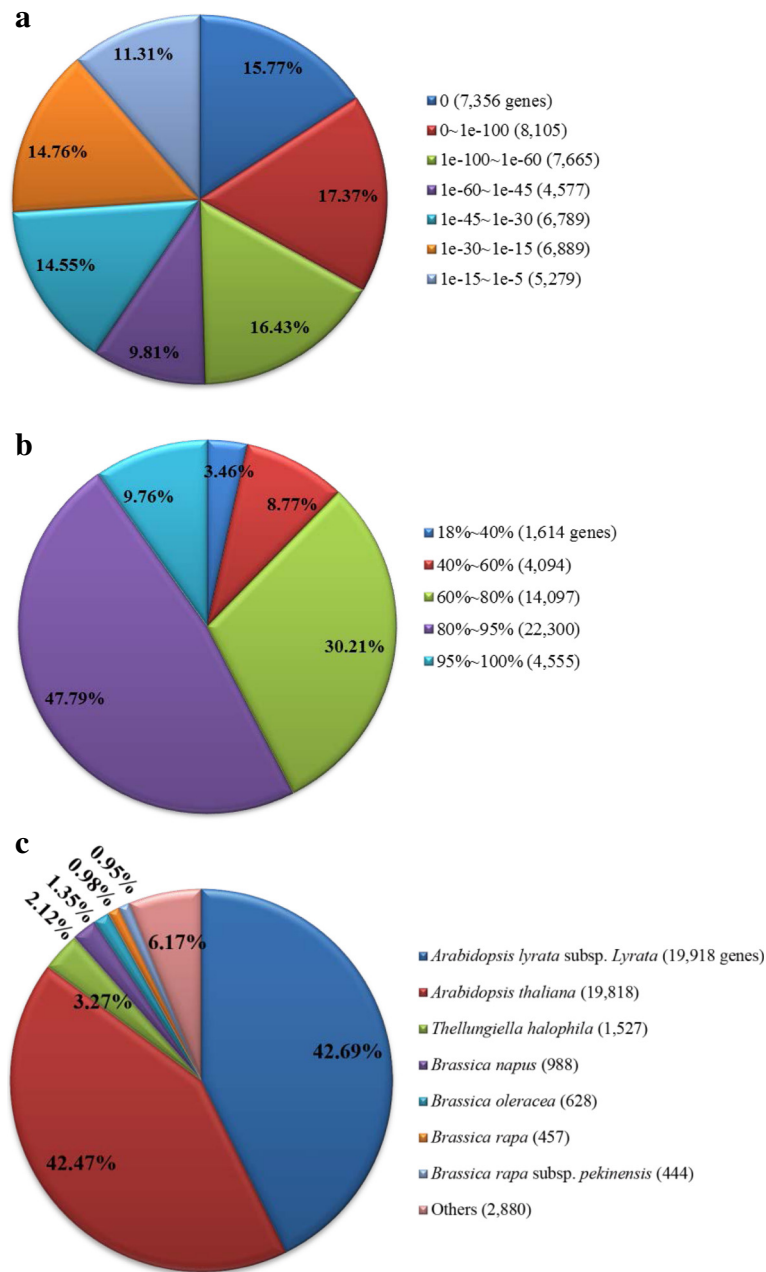 a
11.31%
15.77%
14.76%
17.37%
14.55%
16.43%
9.81%
0 (7,356 genes)
0~1e-100 (8,105)
1e-100~1e-60 (7,665)
1e-60~1e-45 (4,577)
1e-45~1e-30 (6,789)
1e-30~1e-15 (6,889)
1e-15~1e-5 (5,279)
b
3.46%
9.76%
8.77%
30.21%
47.79%
18%~40% (1,614 genes)
40%~60% (4,094)
60%~80% (14,097)
80%~95% (22,300)
95%~100% (4,555)
c
0.95%
0.98%
1.35%
2.12%
6.17%
3.27%
42.69%
42.47%
Arabidopsis lyrata subsp. Lyrata (19,918 genes)
Arabidopsis thaliana (19,818)
Thellungiella halophila (1,527)
Brassica napus (988)
Brassica oleracea (628)
Brassica rapa (457)
Brassica rapa subsp. pekinensis (444)
Others (2,880)